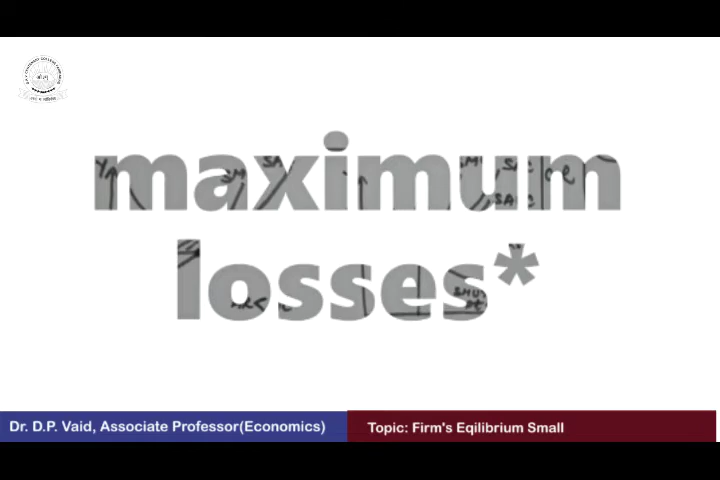 maximum
losses*
Dr. D.P. Vaid, Associate Professor(Economics)
Topic: Firm's Eqilibrium Small